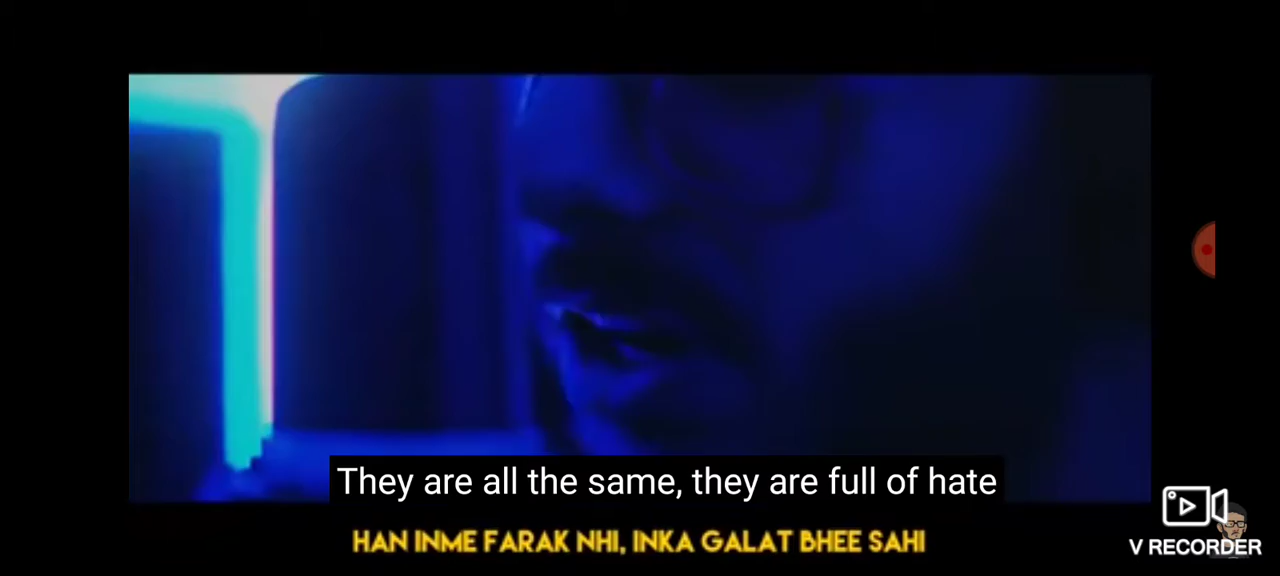 They are all the same, they are full of hate
HAN INME FARAK NHI, INKA GALAT BHEE SAHI
V RECORDER